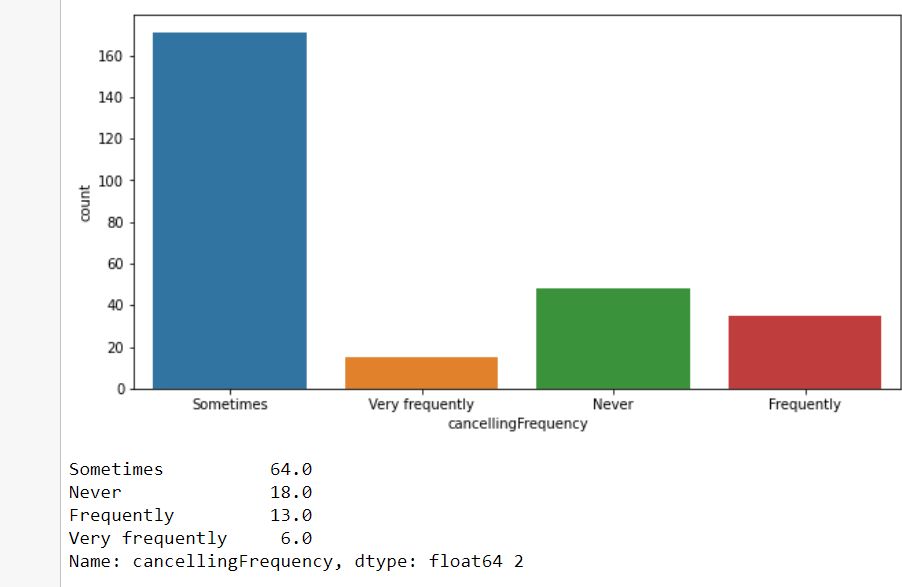 160
140
120
100
80
60
40
20
0
count
Sometimes Very frequently Never Frequently
cancellingFrequency
Sometimes 64.0
Never 18.0
Frequently 13.0
Very frequently 6.0
Name: cancellingFrequency, dtype: float64 2